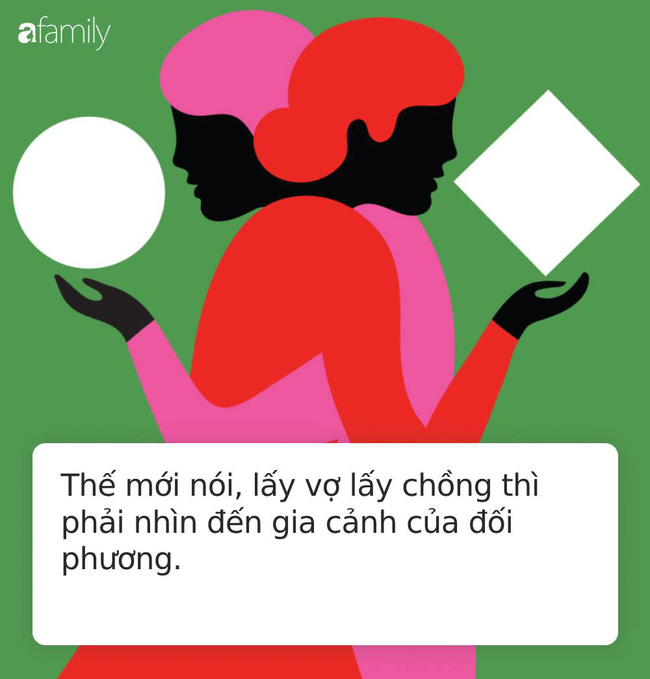 afamily
Thế mới nói, lấy vợ lấy chồng thì
phải nhìn đến gia cảnh của đối
phương.